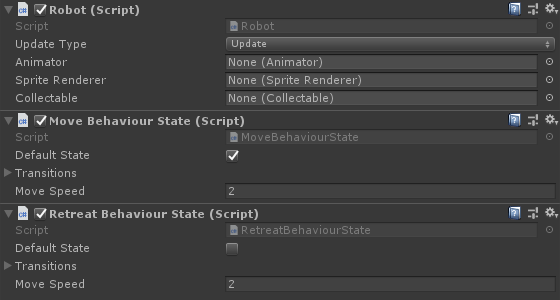 Robot (Script)
Script Robot
Update Type Update
Animator None (Animator)
Sprite Renderer None (Sprite Renderer)
Collectable None (Collectable)
Move Behaviour State (Script)
Script MoveBehaviourState
Default State
Transitions
Move Speed 2
Retreat Behaviour State (Script)
Script RetreatBehaviourState
Default State
Transitions
Move Speed 2